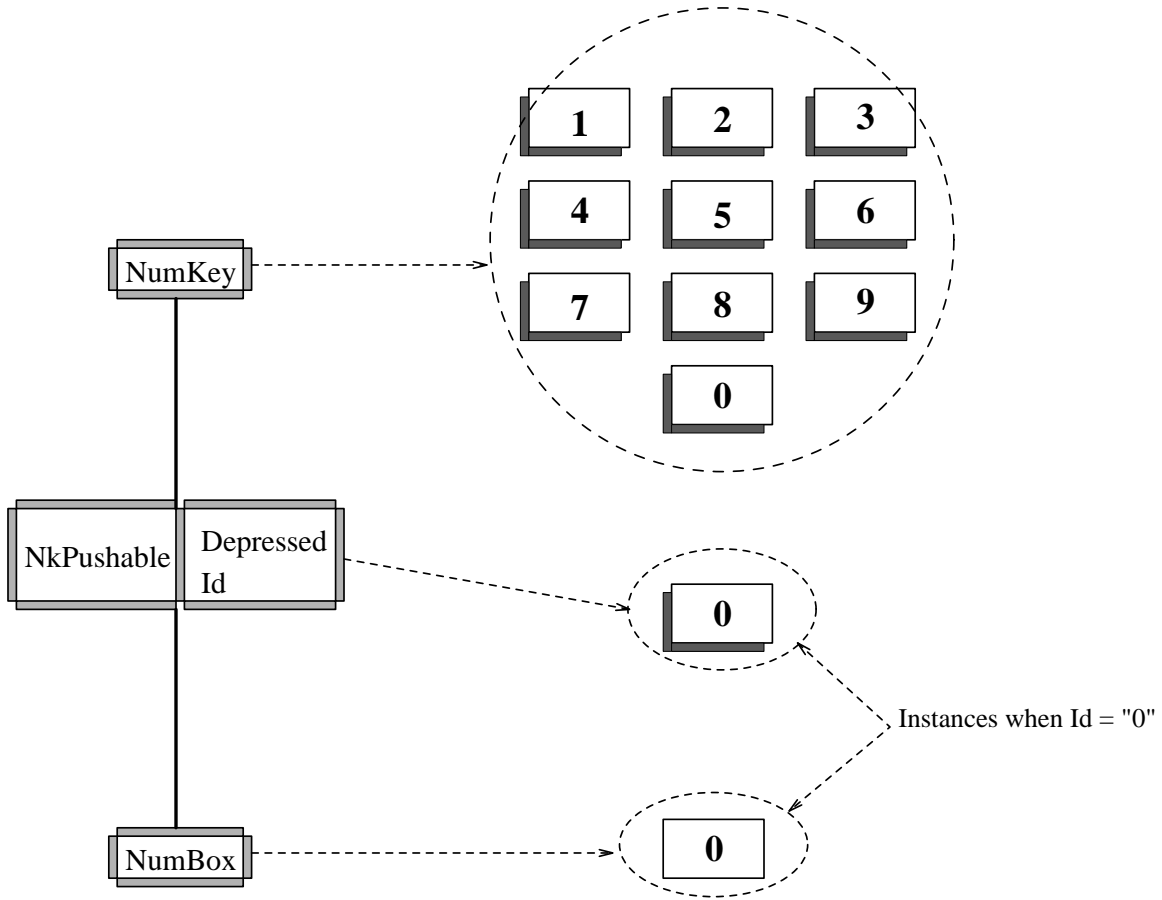 1 2 3
4 5 6
NumKey
7 8 9
0
NkPushable
Depressed
Id
0
Instances when Id = "0"
NumBox
0